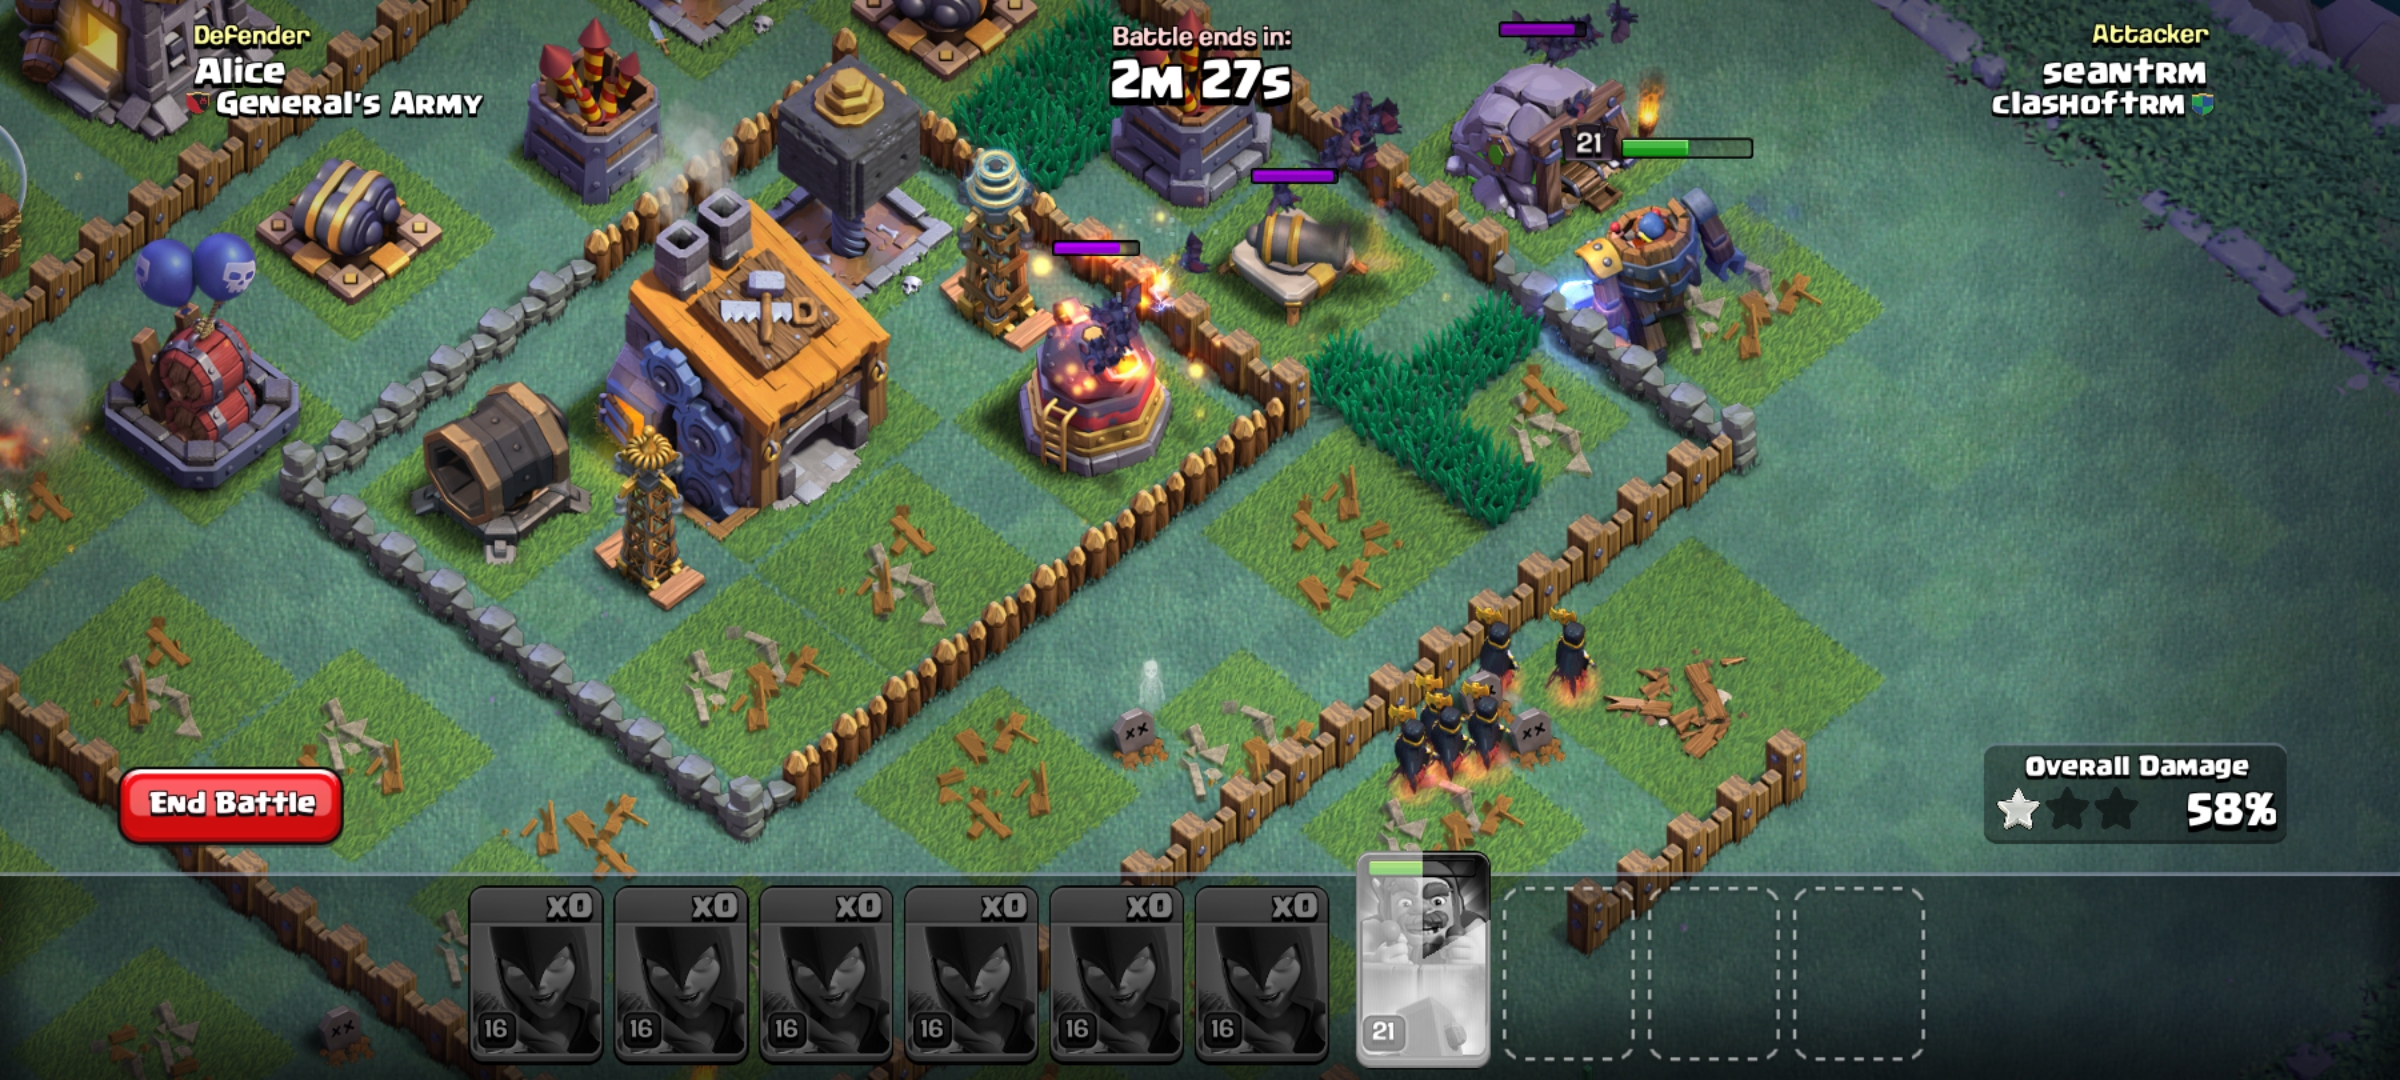 Defender
Alice
General's Army
Battle ends in:
2M 27s
Attacker
seantrm
clashoftrm
21
End Battle
Overall Damage
58%
x0
x0
x0
x0
x0
x0
16
16
16
16
16
16
21